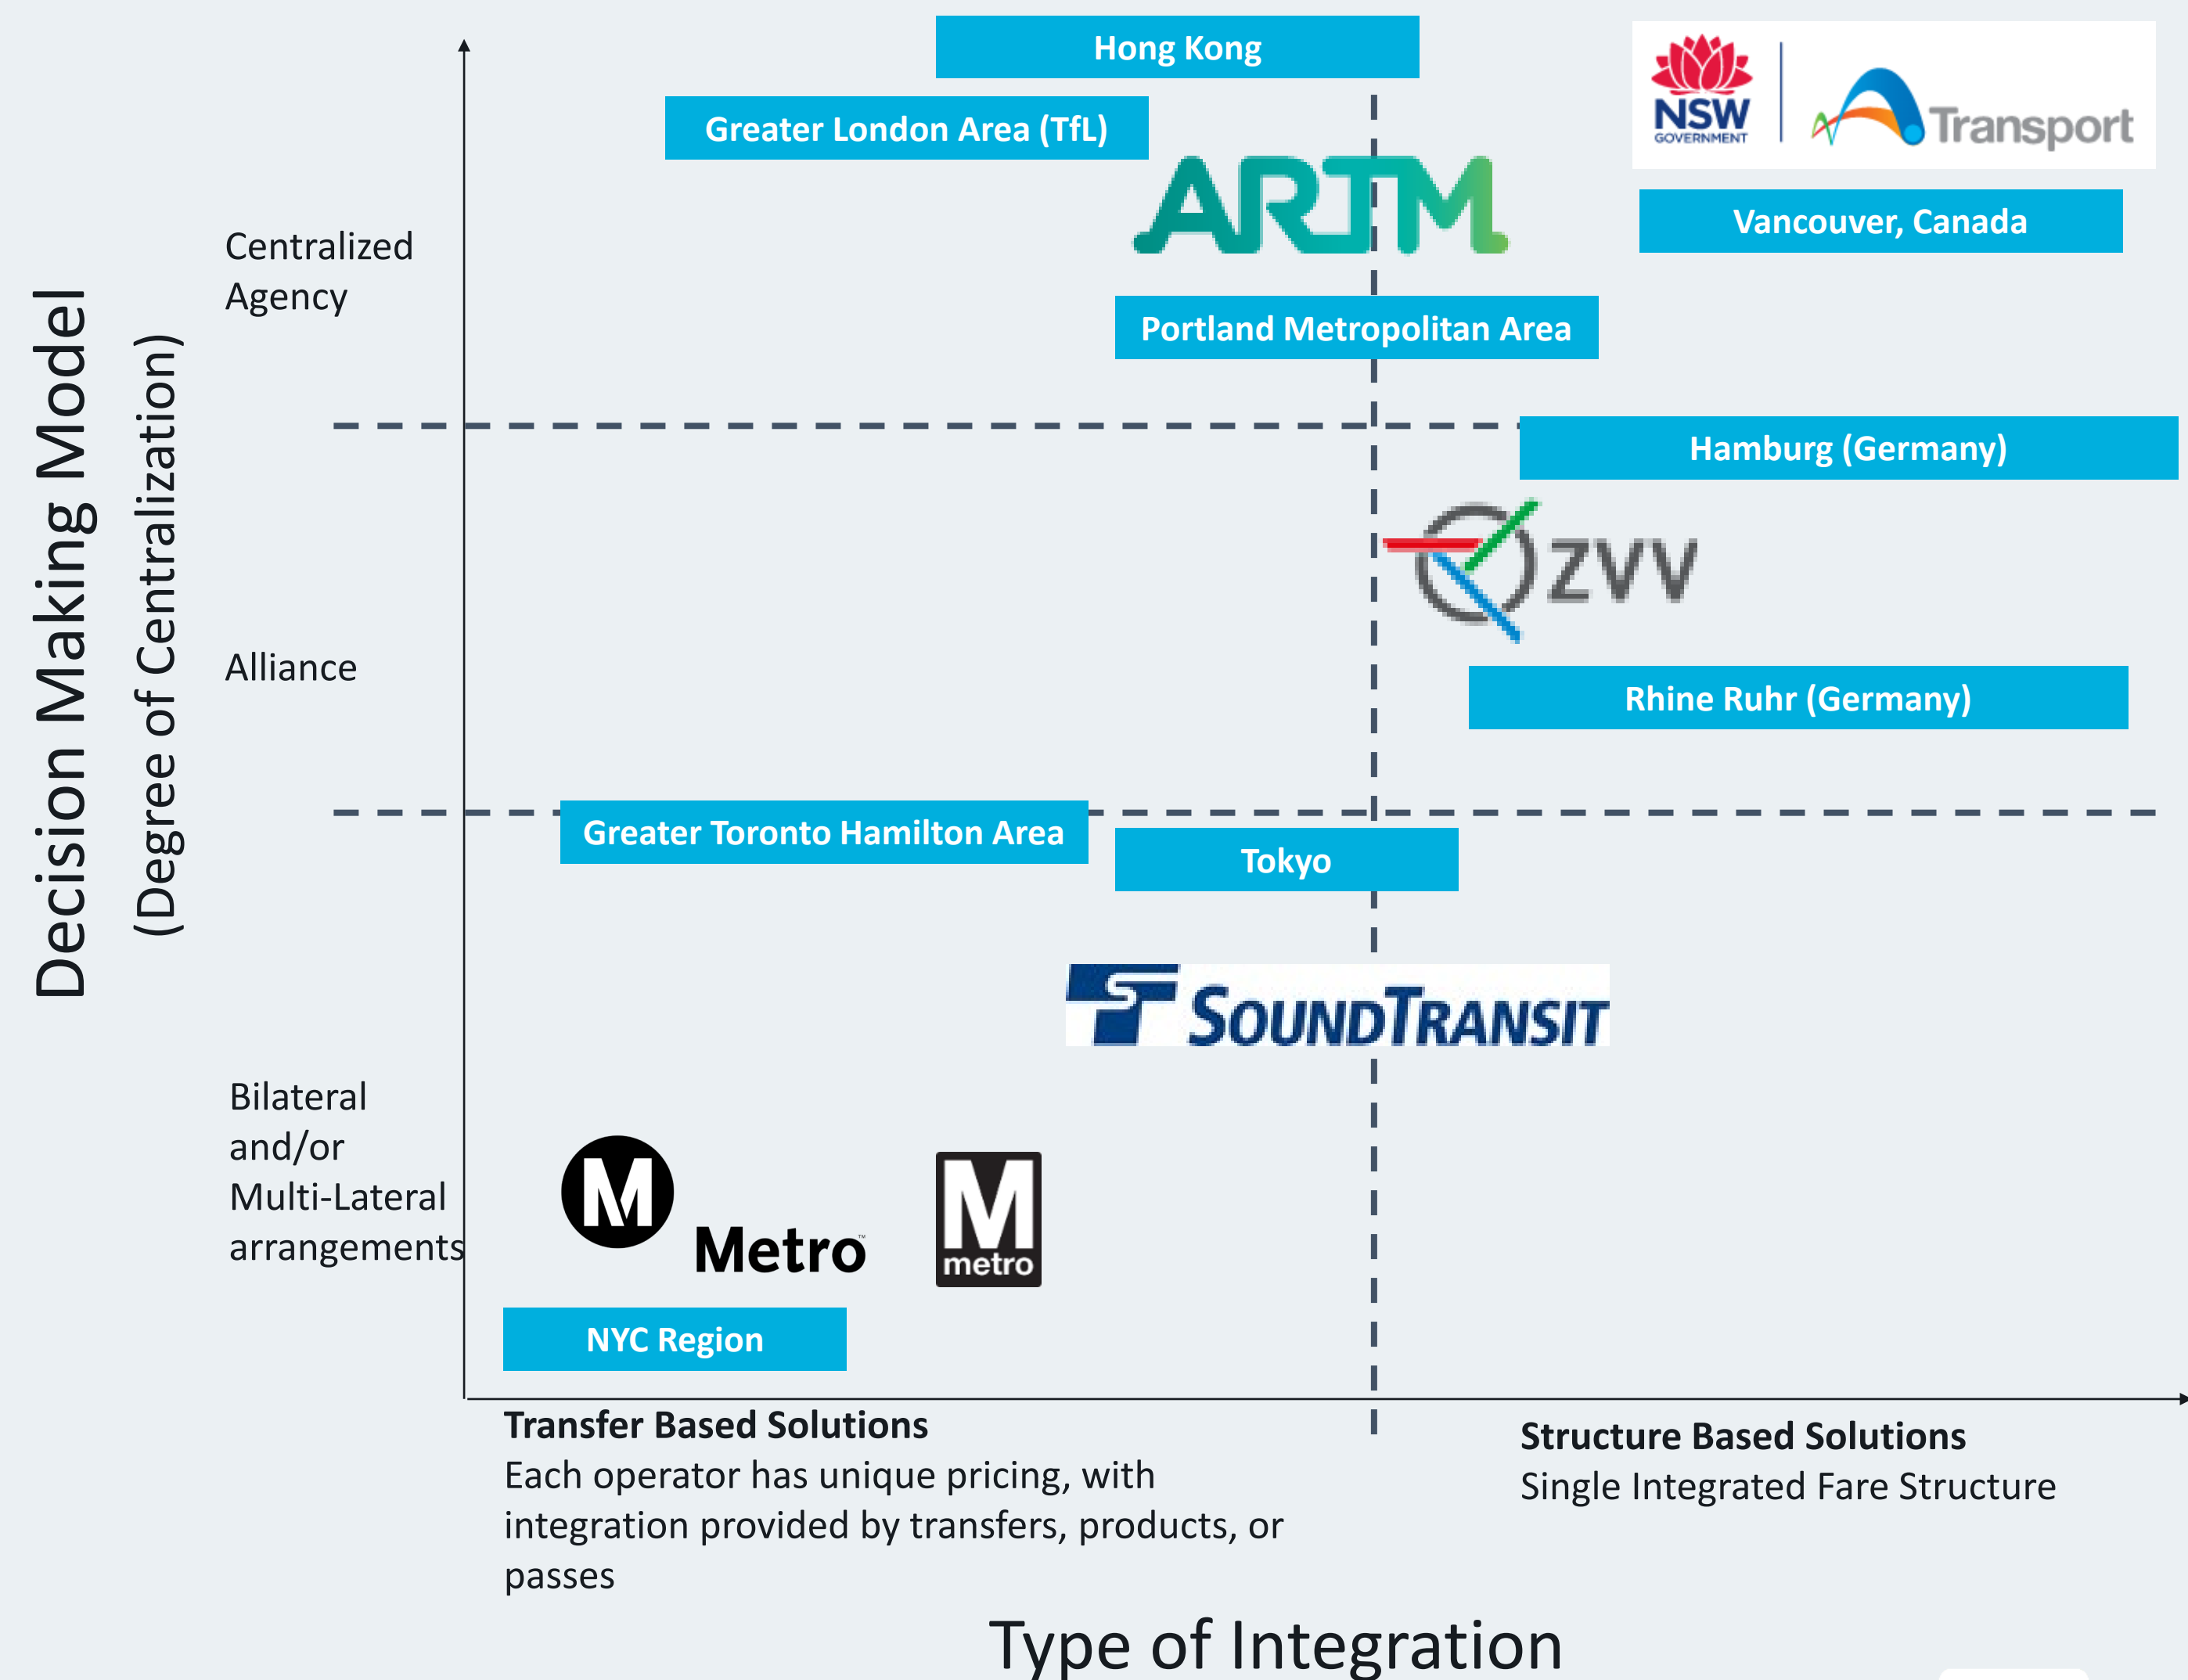 Hong Kong
Greater London Area (TfL)
NSW
GOVERNMENT
Transport
ARTM
Vancouver, Canada
Centralized
Agency
Portland Metropolitan Area
Decision Making Model
(Degree of Centralization)
Hamburg (Germany)
ZVV
Alliance
Rhine Ruhr (Germany)
Greater Toronto Hamilton Area
Tokyo
ST SOUNDTRANSIT
Bilateral
and/or
Multi-Lateral
arrangements
M
Metro™
M
metro
NYC Region
Transfer Based Solutions
Each operator has unique pricing, with
integration provided by transfers, products, or
passes
Structure Based Solutions
Single Integrated Fare Structure
Type of Integration